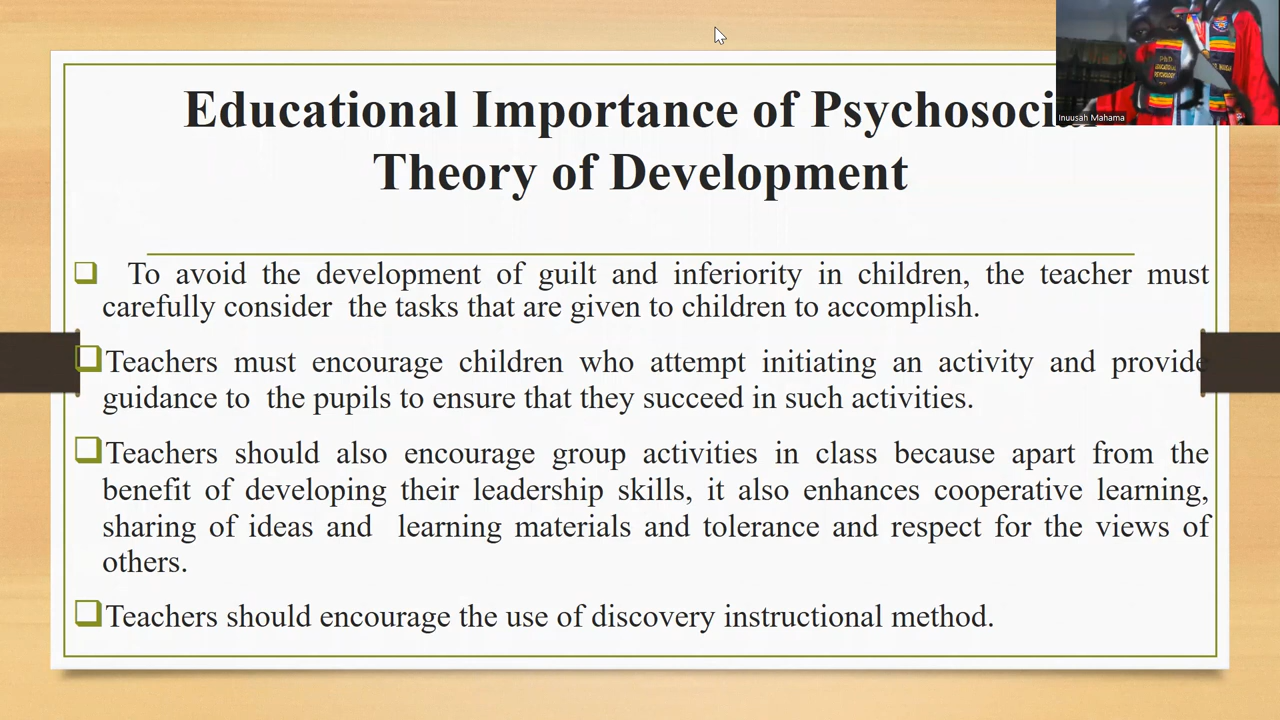 Educational Importance of Psychosocial
Theory of Development
To avoid the development of guilt and inferiority in children, the teacher must
carefully consider the tasks that are given to children to accomplish.
Teachers must encourage children who attempt initiating an activity and provide
guidance to the pupils to ensure that they succeed in such activities.
Teachers should also encourage group activities in class because apart from the
benefit of developing their leadership skills, it also enhances cooperative learning,
sharing of ideas and learning materials and tolerance and respect for the views of
others.
Teachers should encourage the use of discovery instructional method.
Inuusah Mahama